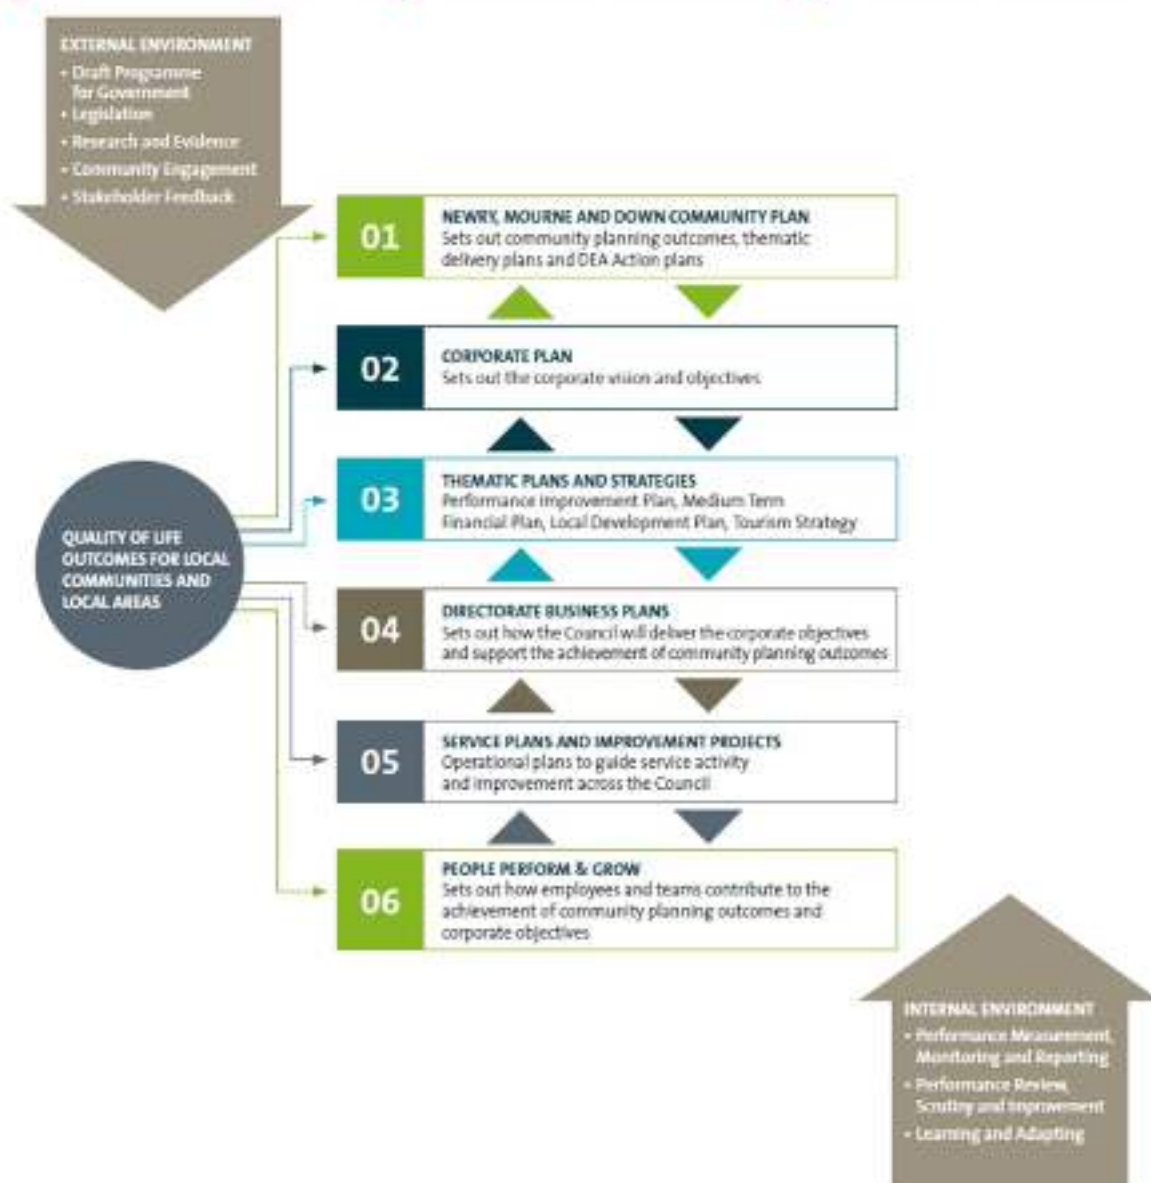 EXTERNAL ENVIRONMENT
• Draft Programme
for Government
• Legislation
• Research and Evidence
• Community Engagement
• Stakeholder Feedback
01
NEWRY, MOURNE AND DOWN COMMUNITY PLAN
Sets out community planning outcomes, thematic
delivery plans and DEA Action plans
02
CORPORATE PLAN
Sets out the corporate vision and objectives
03
THEMATIC PLANS AND STRATEGIES
Performance Improvement Plan, Medium Term
Financial Plan, Local Development Plan, Tourism Strategy
QUALITY OF LIFE
OUTCOMES FOR LOCAL
COMMUNITIES AND
LOCAL AREAS
04
DIRECTORATE BUSINESS PLANS
Sets out how the Council will deliver the corporate objectives
and support the achievement of community planning outcomes
05
SERVICE PLANS AND IMPROVEMENT PROJECTS
Operational plans to guide service activity
and improvement across the Council
06
PEOPLE PERFORM & GROW
Sets out how employees and teams contribute to the
achievement of community planning outcomes and
corporate objectives
INTERNAL ENVIRONMENT
• Performance Measurement,
Monitoring and Reporting
• Performance Review,
Scrutiny and Improvement
• Learning and Adapting